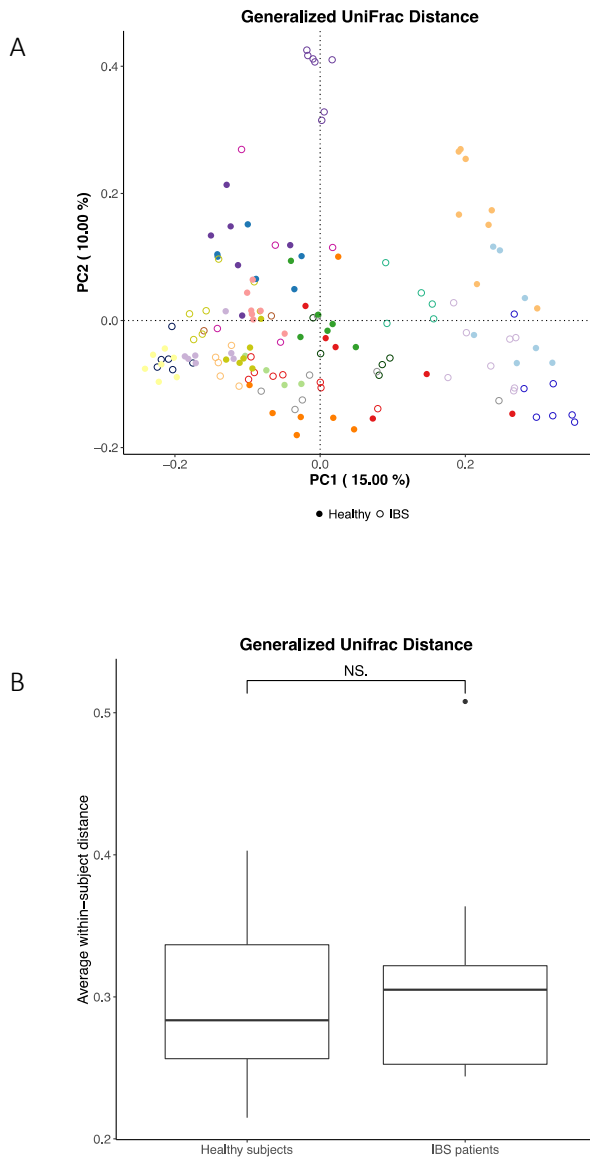 Generalized UniFrac Distance
A
0.4
0.2
0.0
−0.2
PC2 ( 10.00 %)
−0.2 0.0 0.2
PC1 ( 15.00 %)
Healthy IBS
Generalized Unifrac Distance
B
NS.
0.5
0.4
0.3
0.2
Average within−subject distance
Healthy subjects IBS patients